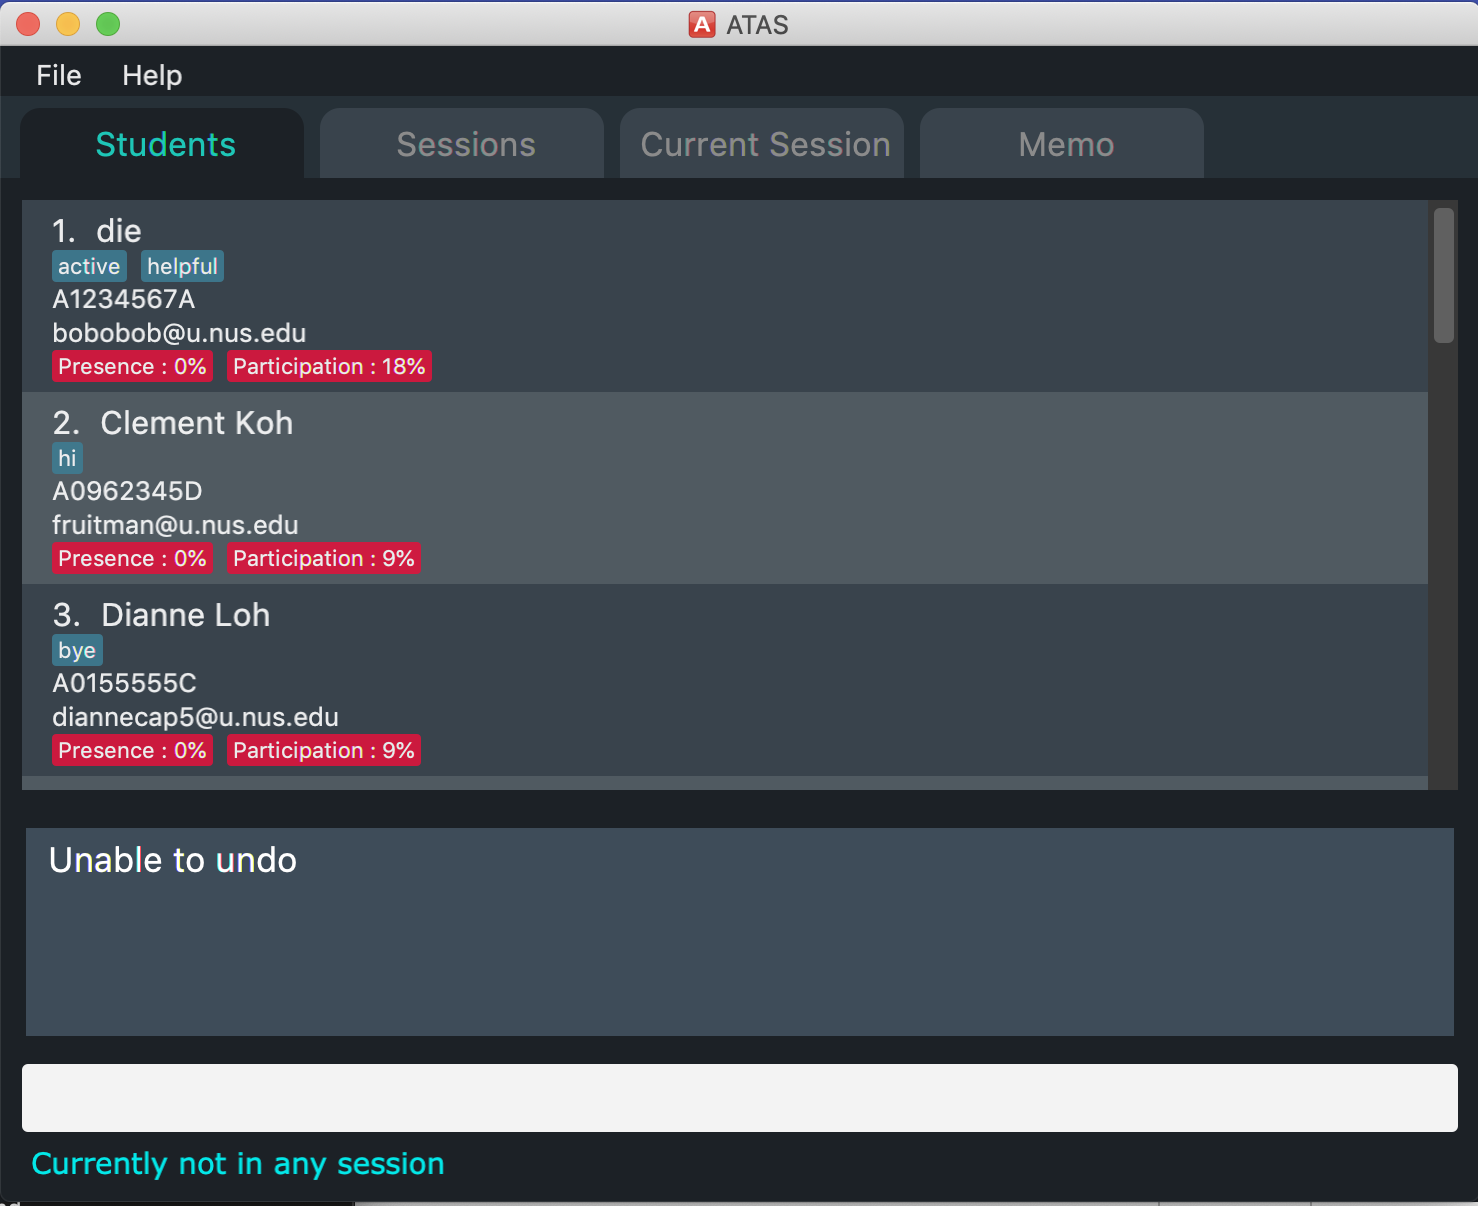 A ATAS
File Help
Students Sessions Current Session Memo
1. die
active helpful
A1234567A
bobobob@u.nus.edu
Presence : 0% Participation : 18%
2. Clement Koh
hi
A0962345D
fruitman@u.nus.edu
Presence : 0% Participation : 9%
3. Dianne Loh
bye
A0155555C
diannecap5@u.nus.edu
Presence : 0% Participation : 9%
Unable to undo
Currently not in any session